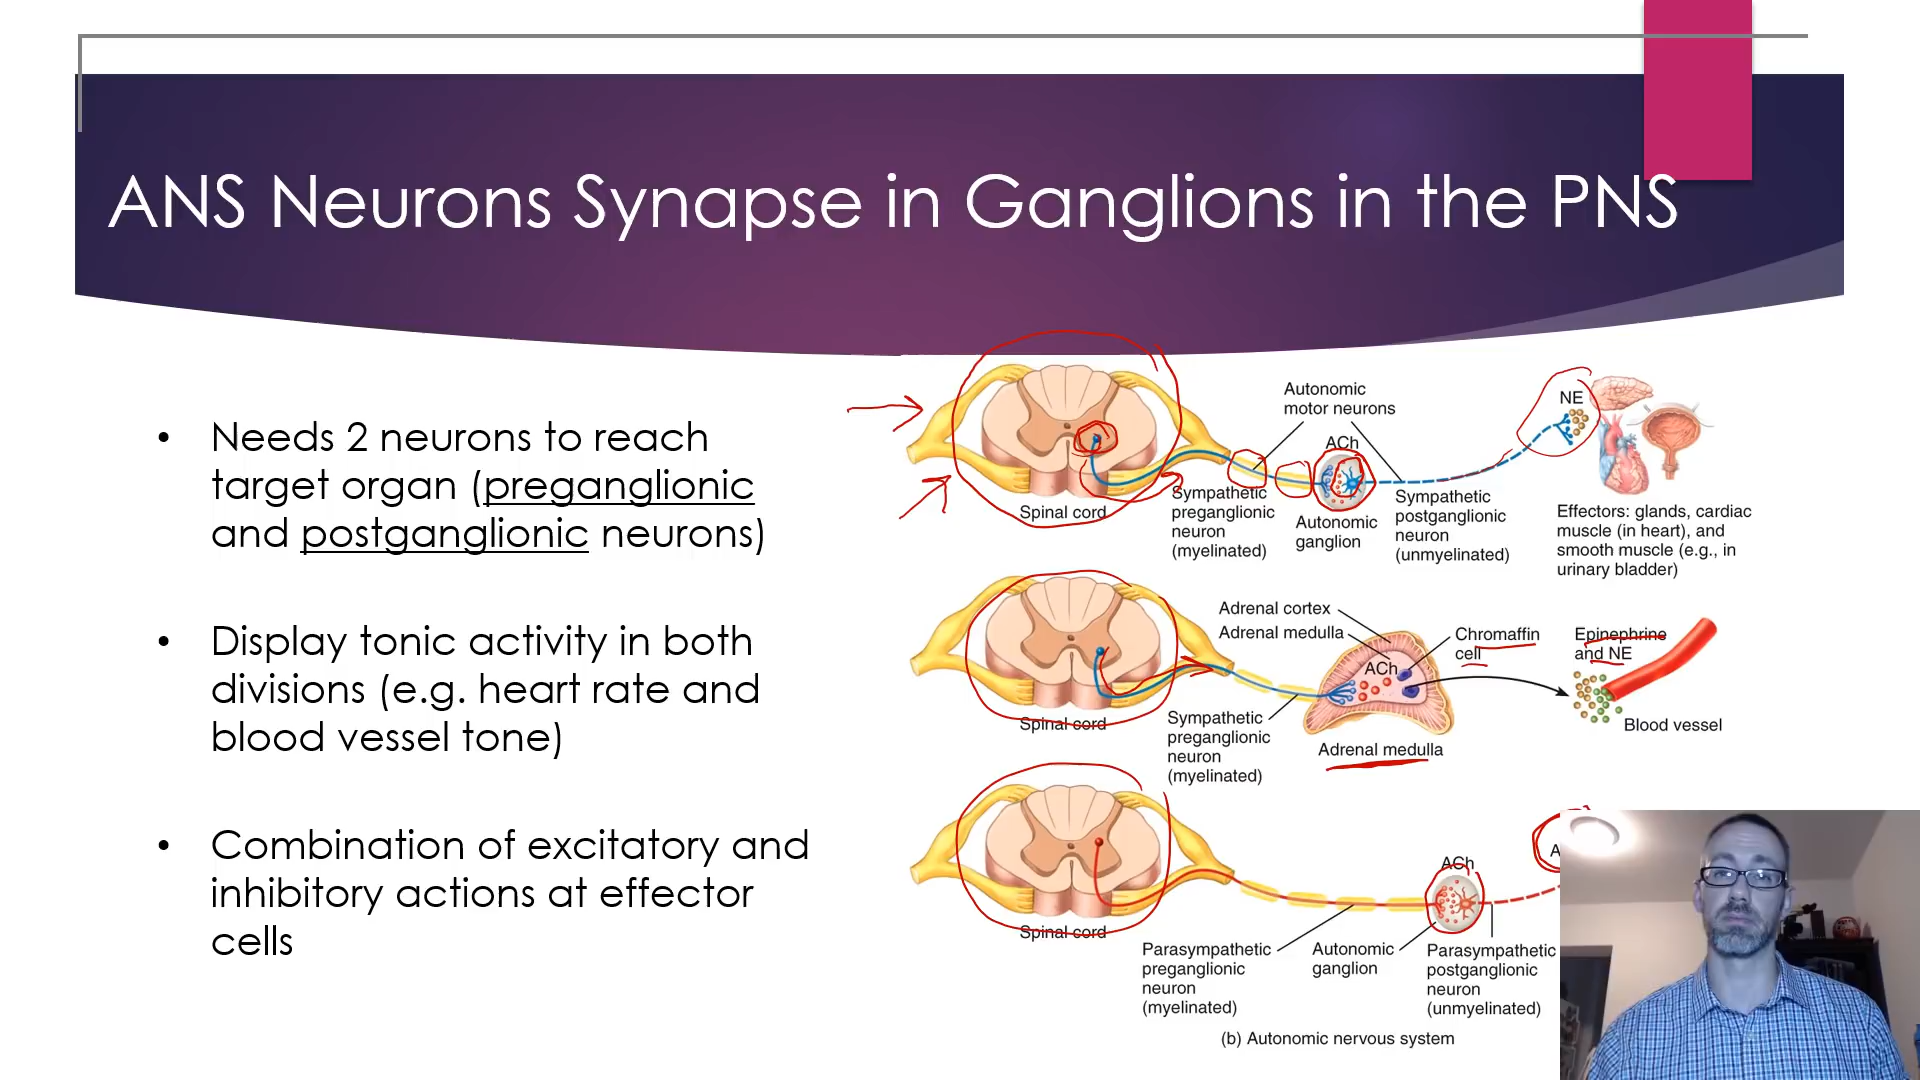 ANS Neurons Synapse in Ganglions in the PNS
• Needs 2 neurons to reach
target organ (preganglionic
and postganglionic neurons)
• Display tonic activity in both
divisions (e.g. heart rate and
blood vessel tone)
• Combination of excitatory and
inhibitory actions at effector
cells
Autonomic
motor neurons
ACh
NE
Spinal cord
Sympathetic
preganglionic
neuron
(myelinated)
Autonomic
ganglion
Sympathetic
postganglionic
neuron
(unmyelinated)
Effectors: glands, cardiac
muscle (in heart), and
smooth muscle (e.g., in
urinary bladder)
Adrenal cortex
Adrenal medulla
ACh
Chromaffin
cell
Epinephrine
and NE
Spinal cord
Sympathetic
preganglionic
neuron
(myelinated)
Adrenal medulla
Blood vessel
ACh
Spinal cord
Parasympathetic
preganglionic
neuron
(myelinated)
Autonomic
ganglion
Parasympathetic
postganglionic
neuron
(unmyelinated)
(b) Autonomic nervous system